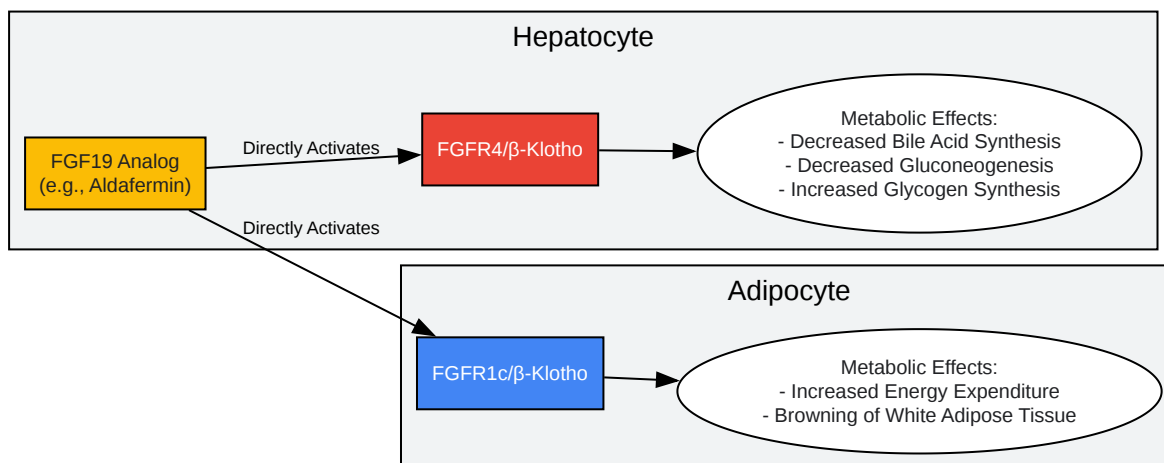 Hepatocyte
FGF19 Analog
(e.g., Aldafermin)
Directly Activates
FGFR4/β-Klotho
Metabolic Effects:
- Decreased Bile Acid Synthesis
- Decreased Gluconeogenesis
- Increased Glycogen Synthesis
Directly Activates
Adipocyte
FGFR1c/β-Klotho
Metabolic Effects:
- Increased Energy Expenditure
- Browning of White Adipose Tissue